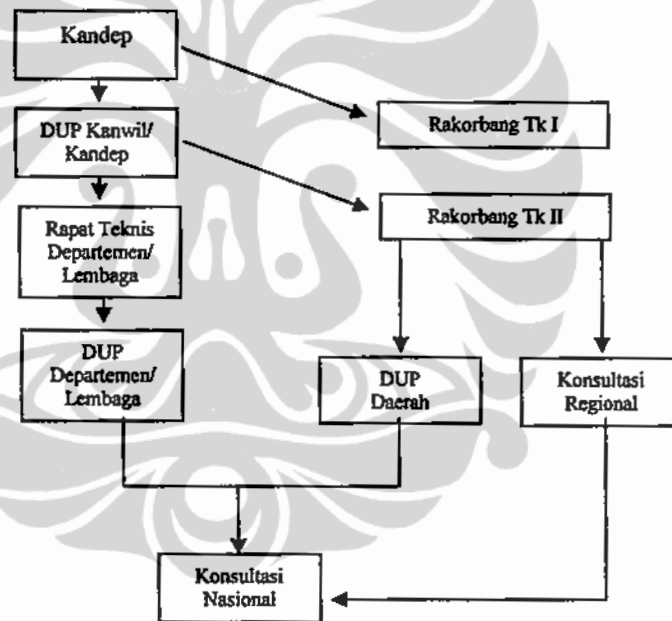 Kandep
DUP Kanwil/
Kandep
Rakorbang Tk I
Rapat Teknis
Departemen/
Lembaga
Rakorbang Tk II
DUP
Departemen/
Lembaga
DUP
Daerah
Konsultasi
Regional
Konsultasi
Nasional